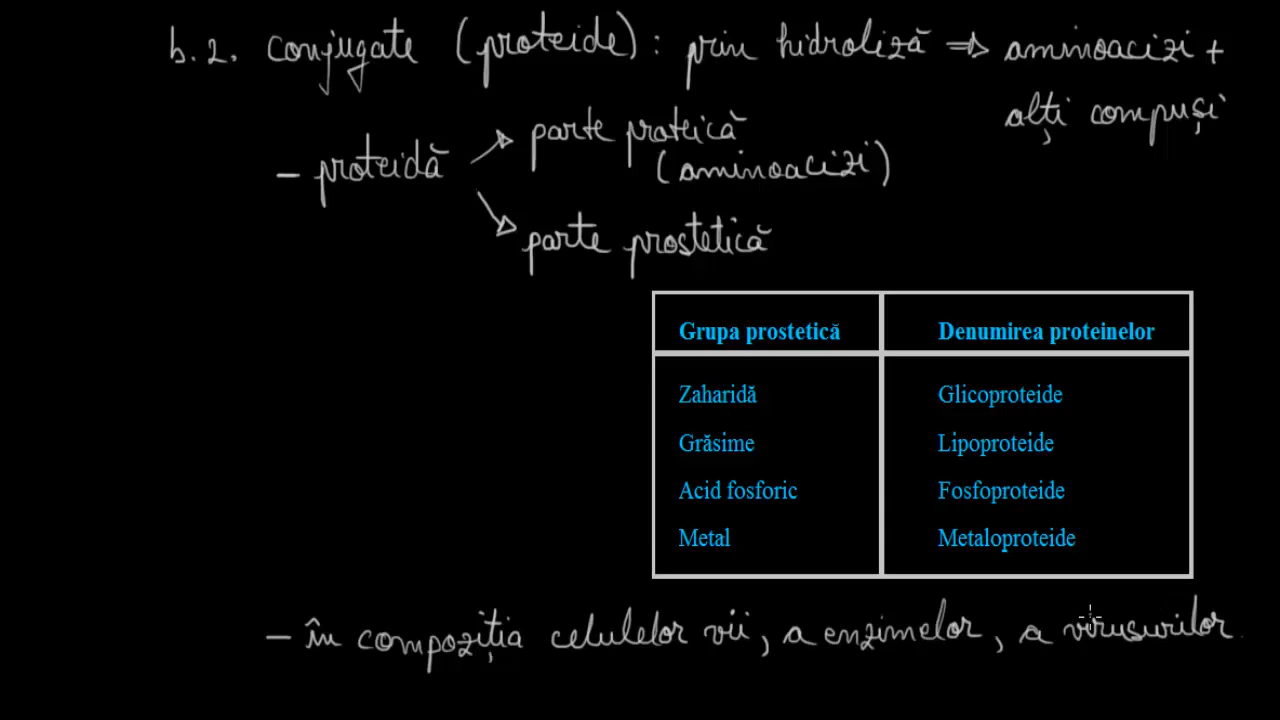 b.2. conjugate (proteide): prin hidroliză ⇒ aminoacizi +
alți compuși
- proteidă → parte proteică
(aminoacizi)
→ parte prostetică
Grupa prostetică Denumirea proteinelor
Zaharidă Glicoproteide
Grăsime Lipoproteide
Acid fosforic Fosfoproteide
Metal Metaloproteide
- în compoziția celulelor vii, a enzimelor, a virusurilor.